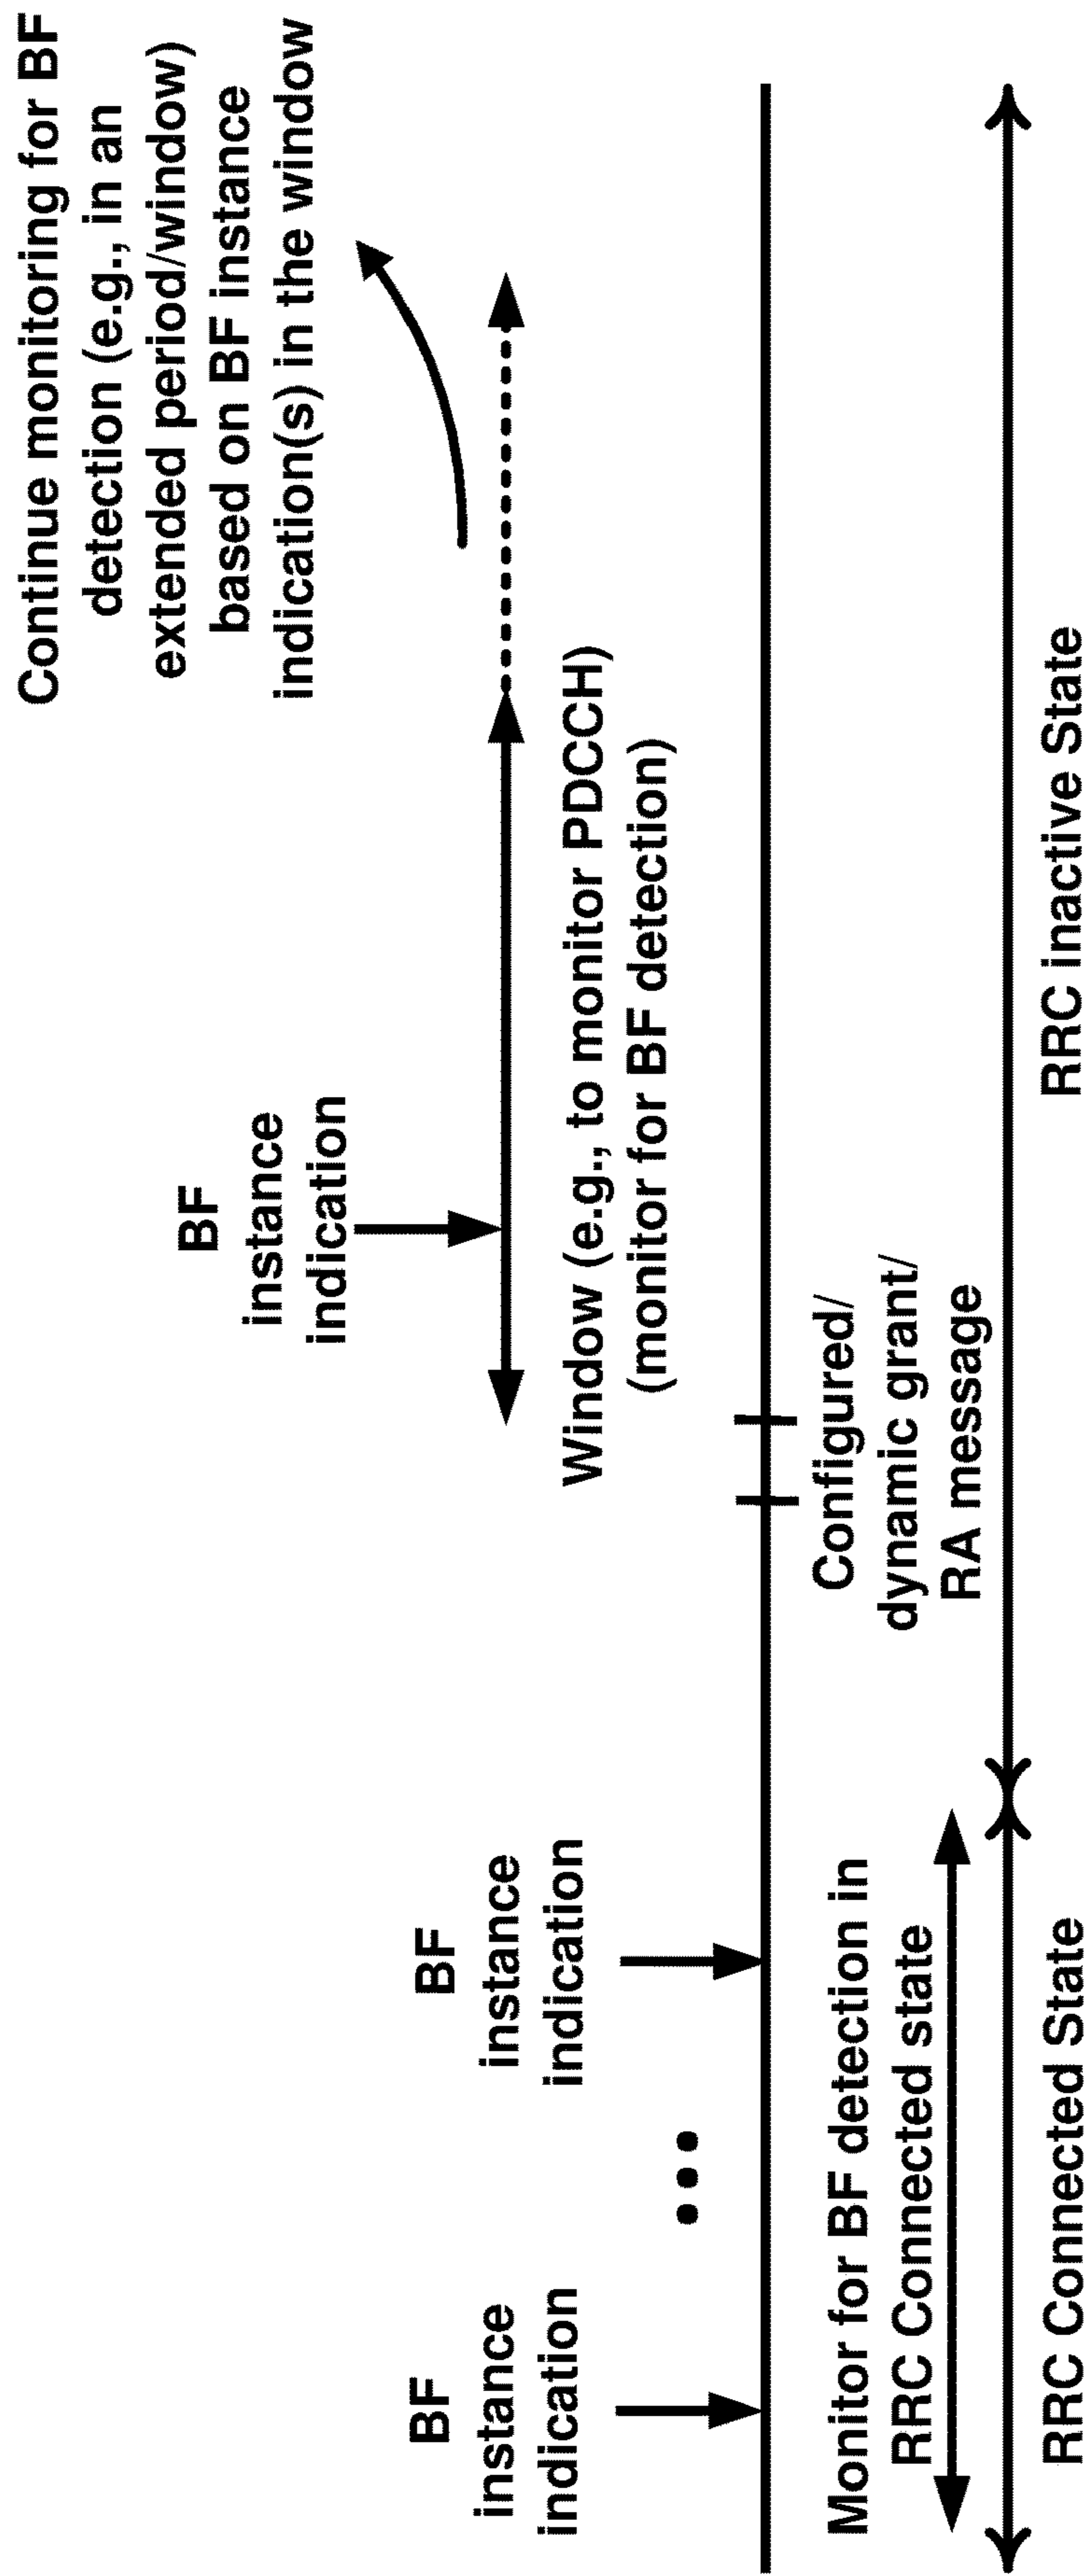 BF
instance
indication
BF
instance
indication
BF
instance
indication
Continue monitoring for BF
detection (e.g., in an
extended period/window)
based on BF instance
indication(s) in the window
Window (e.g., to monitor PDCCH)
(monitor for BF detection)
Configured/
dynamic grant/
RA message
Monitor for BF detection in
RRC Connected state
RRC Connected State
RRC inactive State